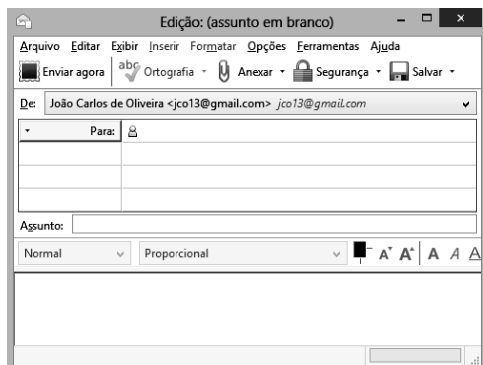 Edição: (assunto em branco)
Arquivo Editar Exibir Inserir Formatar Opções Ferramentas Ajuda
Enviar agora abc Ortografia Anexar Segurança Salvar
De: João Carlos de Oliveira <jco13@gmail.com> jco13@gmail.com
Para:
Assunto:
Normal Proporcional A A A A A